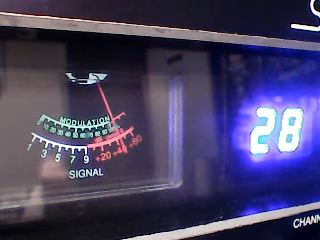 MODULATION
1 3 5 7 9 +20 +40 +60
SIGNAL
28
CHANN